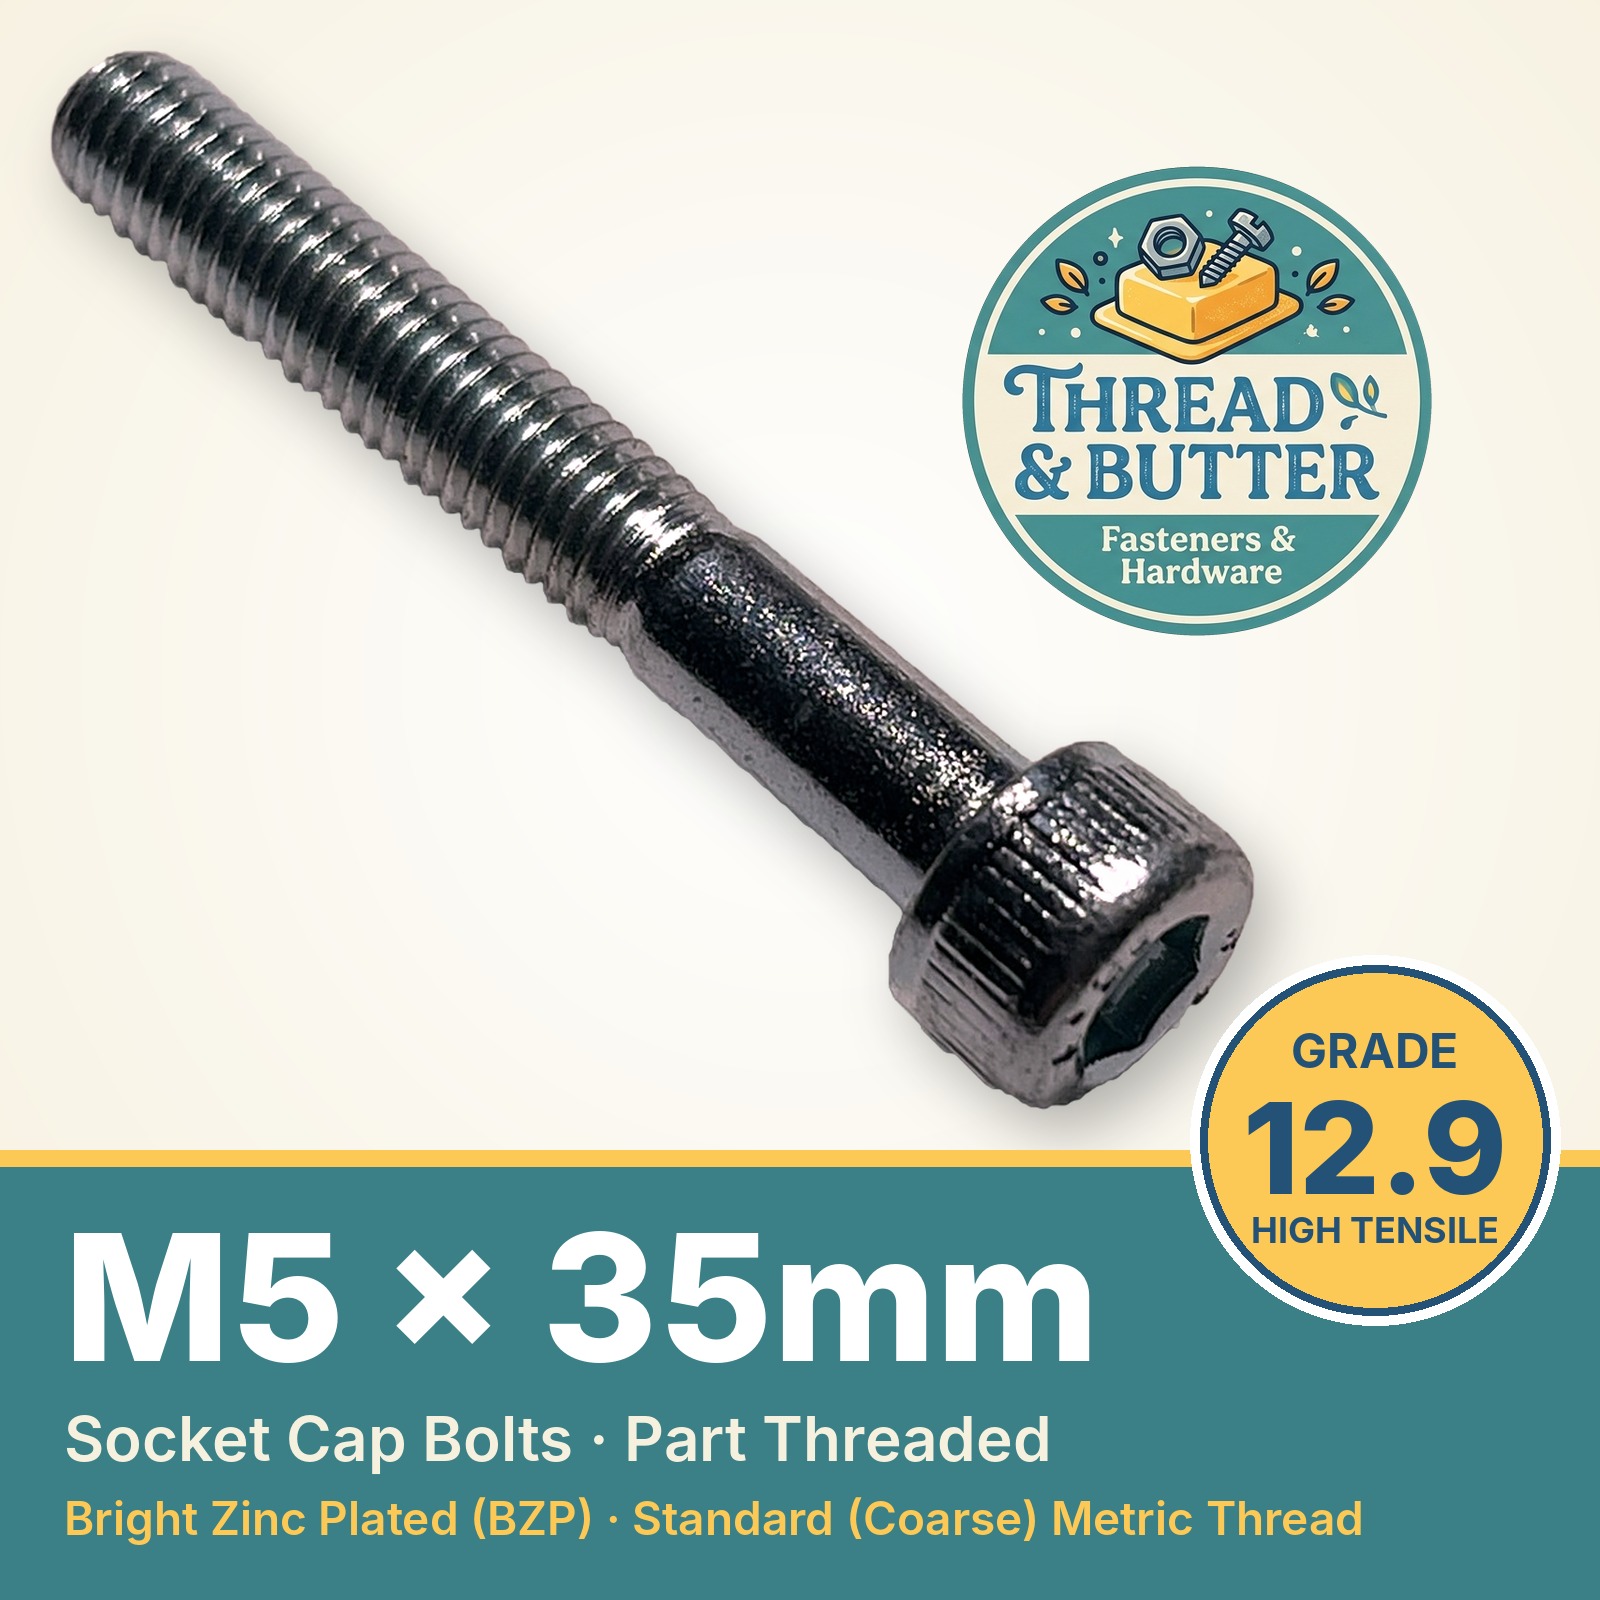 THREAD
& BUTTER
Fasteners &
Hardware
GRADE
12.9
HIGH TENSILE
M5 × 35mm
Socket Cap Bolts · Part Threaded
Bright Zinc Plated (BZP) · Standard (Coarse) Metric Thread